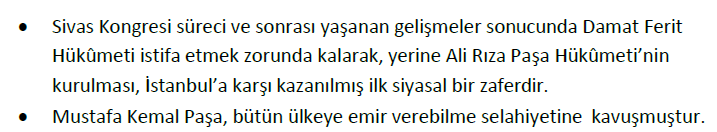 • Sivas Kongresi süreci ve sonrası yaşanan gelişmeler sonucunda Damat Ferit
Hükûmeti istifa etmek zorunda kalarak, yerine Ali Rıza Paşa Hükûmeti’nin
kurulması, İstanbul’a karşı kazanılmış ilk siyasal bir zaferdir.
• Mustafa Kemal Paşa, bütün ülkeye emir verebilme selahiyetine kavuşmuştur.